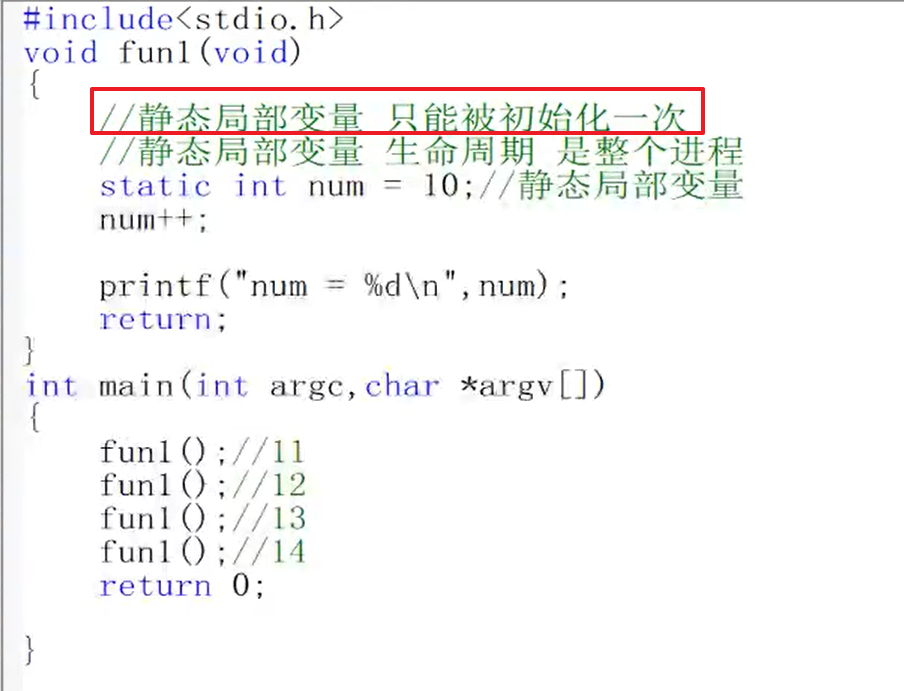 #include<stdio.h>
void fun1(void)
{
//静态局部变量 只能被初始化一次
//静态局部变量 生命周期 是整个进程
static int num = 10;//静态局部变量
num++;
printf("num = %d\n",num);
return;
}
int main(int argc,char *argv[])
{
fun1();//11
fun1();//12
fun1();//13
fun1();//14
return 0;
}